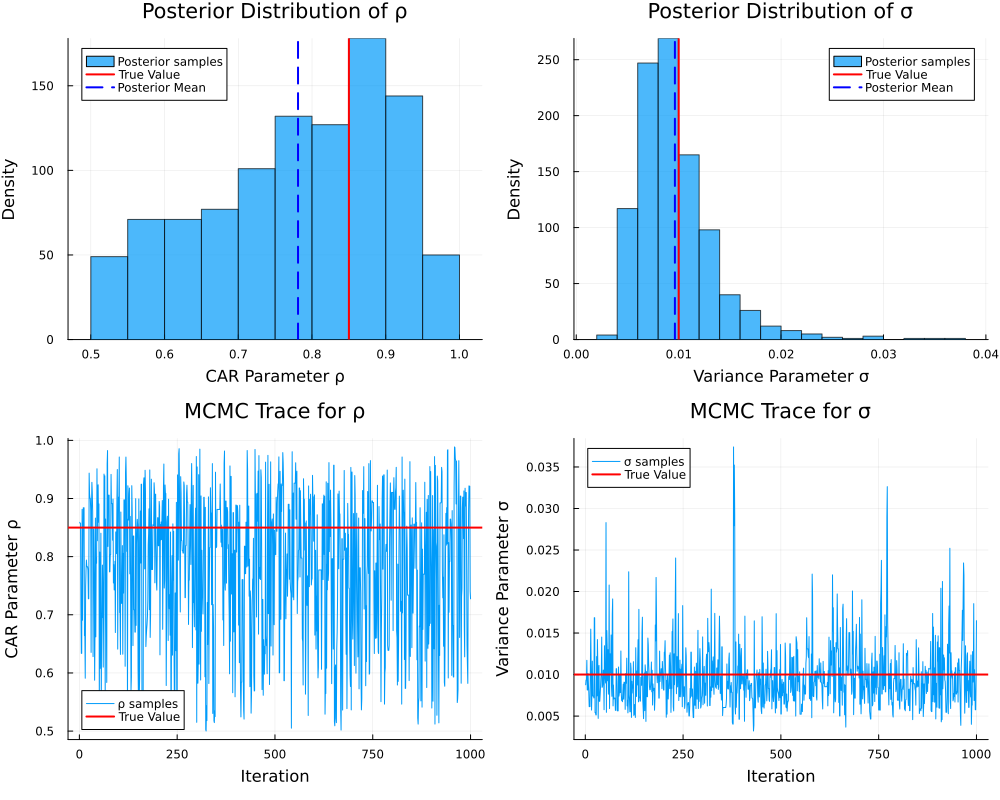 Posterior Distribution of ρ
Density
150
100
50
0
Posterior samples
True Value
Posterior Mean
0.5 0.6 0.7 0.8 0.9 1.0
CAR Parameter ρ
Posterior Distribution of σ
Density
250
200
150
100
50
0
Posterior samples
True Value
Posterior Mean
0.00 0.01 0.02 0.03 0.04
Variance Parameter σ
MCMC Trace for ρ
CAR Parameter ρ
1.0
0.9
0.8
0.7
0.6
0.5
ρ samples
True Value
0 250 500 750 1000
Iteration
MCMC Trace for σ
Variance Parameter σ
0.035
0.030
0.025
0.020
0.015
0.010
0.005
σ samples
True Value
0 250 500 750 1000
Iteration